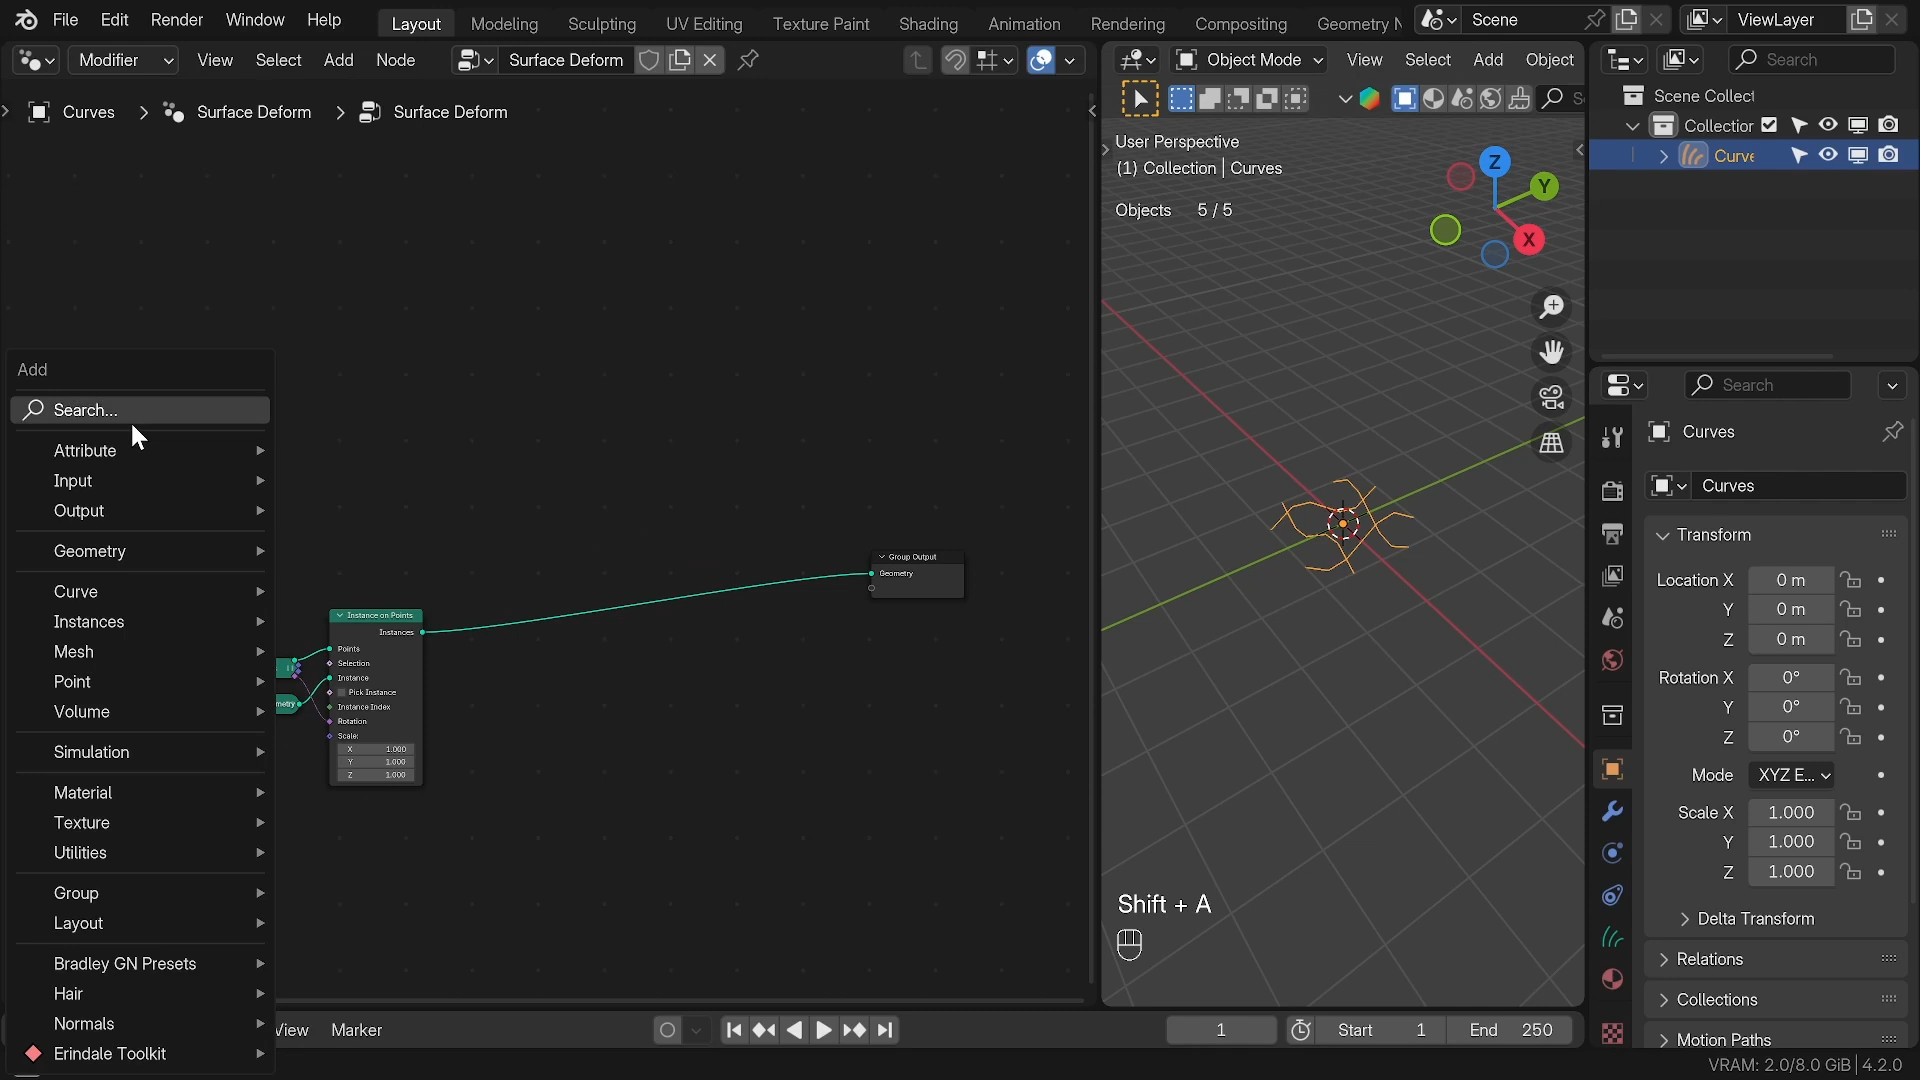 File Edit Render Window Help Layout Modeling Sculpting UV Editing Texture Paint Shading Animation Rendering Compositing Geometry N Scene ViewLayer
Modifier View Select Add Node Surface Deform
Object Mode View Select Add Object
Search
Curves Surface Deform Surface Deform
Scene Collect
Collection
Curve
User Perspective
(1) Collection | Curves
Objects 5 / 5
Z
Y
X
Add
Search...
Attribute
Input
Output
Geometry
Curve
Instances
Mesh
Point
Volume
Simulation
Material
Texture
Utilities
Group
Layout
Bradley GN Presets
Hair
Normals
Erindale Toolkit
metry
Instance on Points
Instances
Points
Selection
Instance
Pick Instance
Instance Index
Rotation
Scale:
X 1.000
Y 1.000
Z 1.000
Group Output
Geometry
Shift + A
Search
Curves
Curves
Transform
Location X 0 m
Y 0 m
Z 0 m
Rotation X 0°
Y 0°
Z 0°
Mode XYZ E...
Scale X 1.000
Y 1.000
Z 1.000
Delta Transform
Relations
Collections
Motion Paths
View Marker 1 Start 1 End 250
VRAM: 2.0/8.0 GiB | 4.2.0